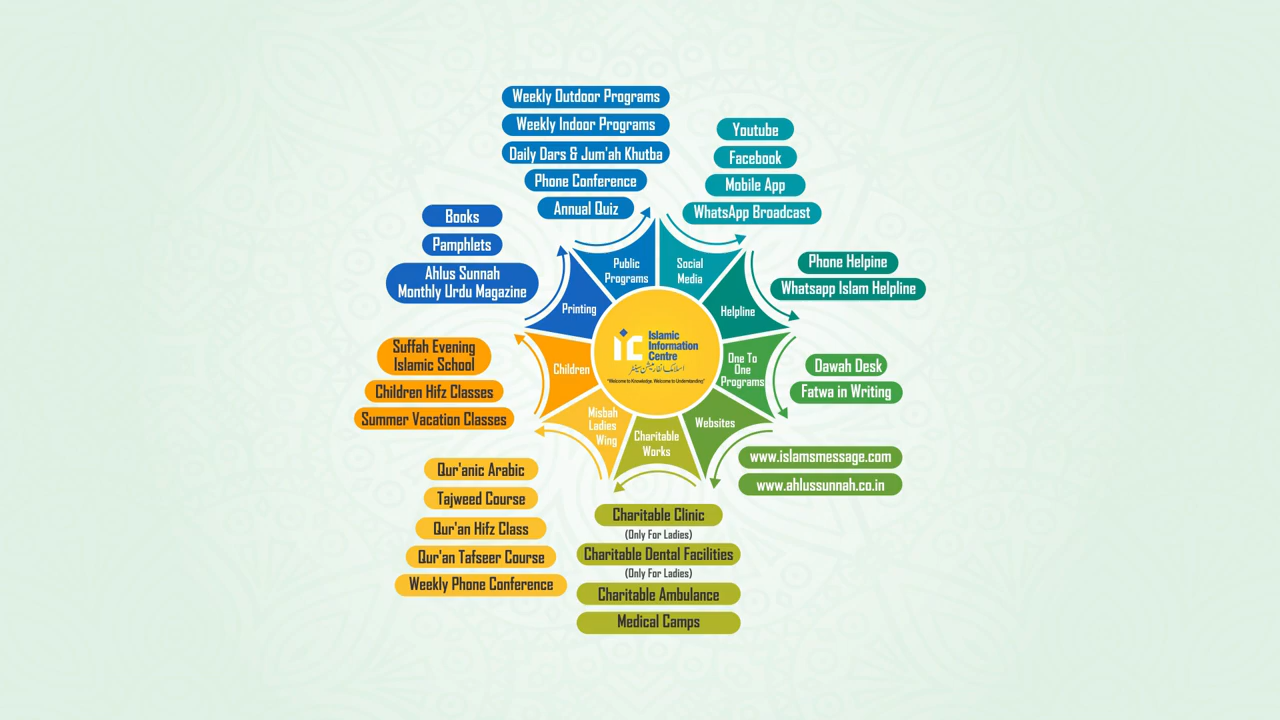 Weekly Outdoor Programs
Weekly Indoor Programs
Daily Dars & Jum'ah Khutba
Phone Conference
Annual Quiz
Youtube
Facebook
Mobile App
WhatsApp Broadcast
Books
Pamphlets
Ahlus Sunnah
Monthly Urdu Magazine
Phone Helpine
Whatsapp Islam Helpline
Public
Programs
Social
Media
Printing
Helpline
Islamic
Information
Centre
اسلامک انفارمیشن سینٹر
"Welcome to Knowledge, Welcome to Understanding"
Children
One To
One
Programs
Misbah
Ladies
Wing
Charitable
Works
Websites
Suffah Evening
Islamic School
Children Hifz Classes
Summer Vacation Classes
Dawah Desk
Fatwa in Writing
www.islamsmessage.com
www.ahlussunnah.co.in
Qur'anic Arabic
Tajweed Course
Qur'an Hifz Class
Qur'an Tafseer Course
Weekly Phone Conference
Charitable Clinic
(Only For Ladies)
Charitable Dental Facilities
(Only For Ladies)
Charitable Ambulance
Medical Camps